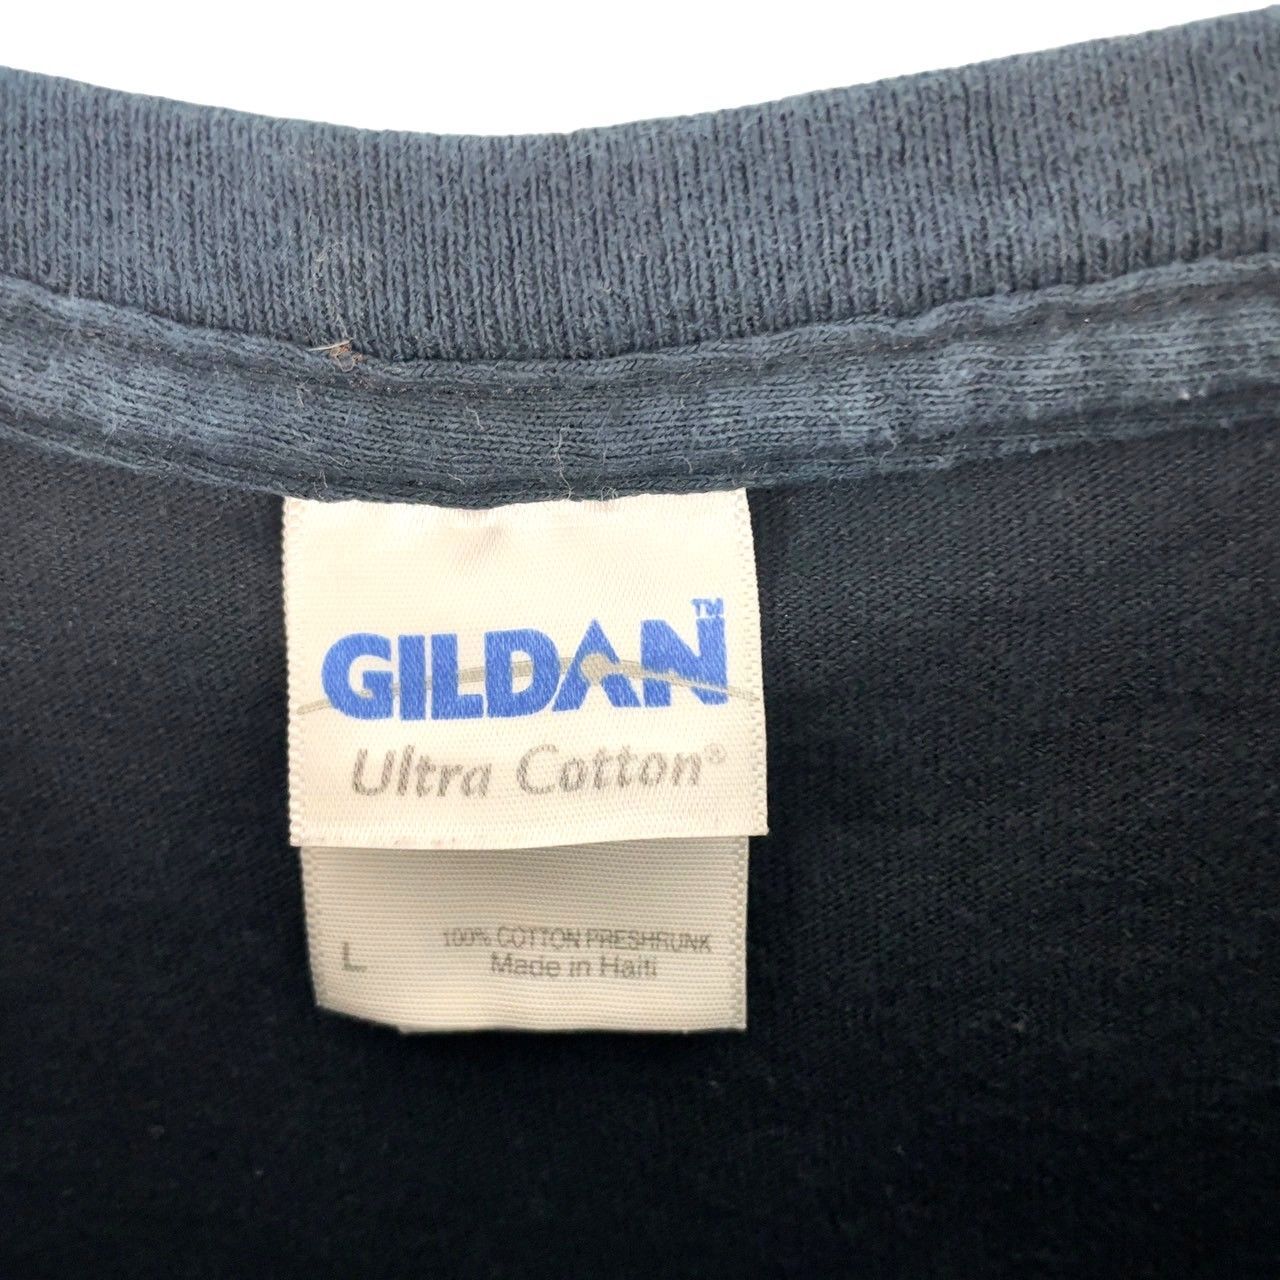 GILDAN™
Ultra Cotton®
100% COTTON PRESHRUNK
L Made in Haiti